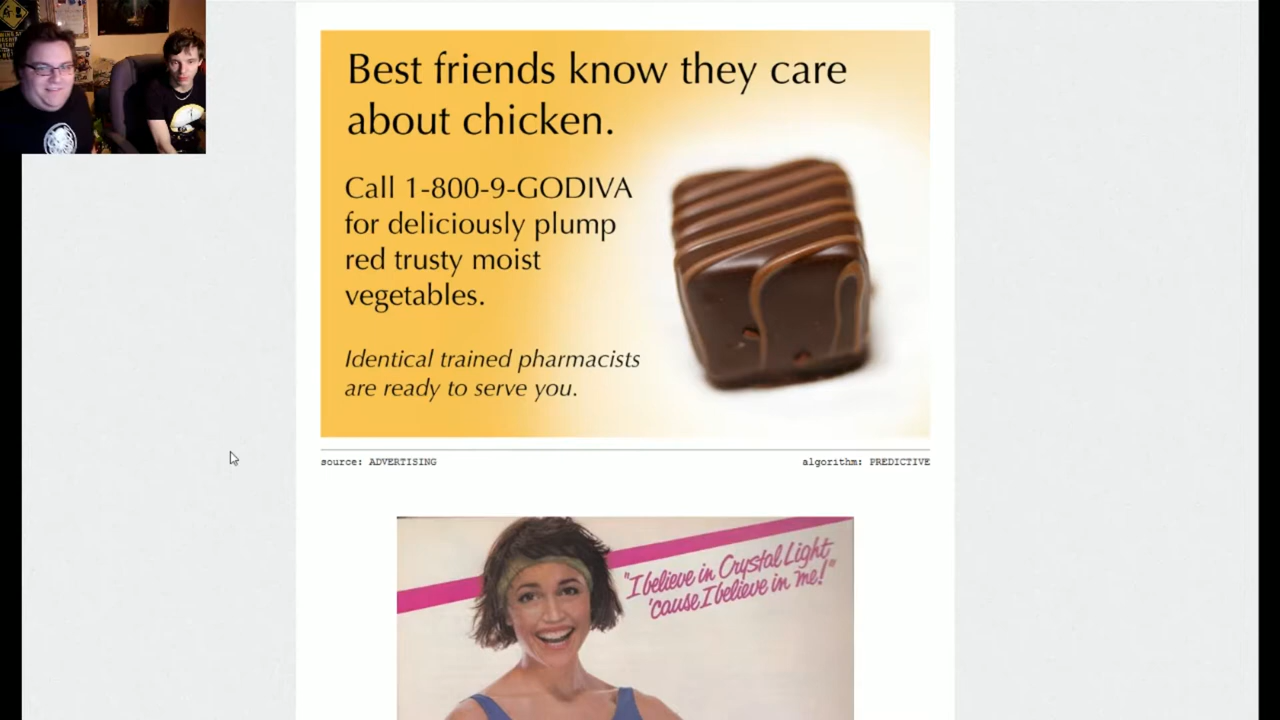 Best friends know they care
about chicken.
Call 1-800-9-GODIVA
for deliciously plump
red trusty moist
vegetables.
Identical trained pharmacists
are ready to serve you.
source: ADVERTISING
algorithm: PREDICTIVE
"I believe in Crystal Light
'cause I believe in me!"